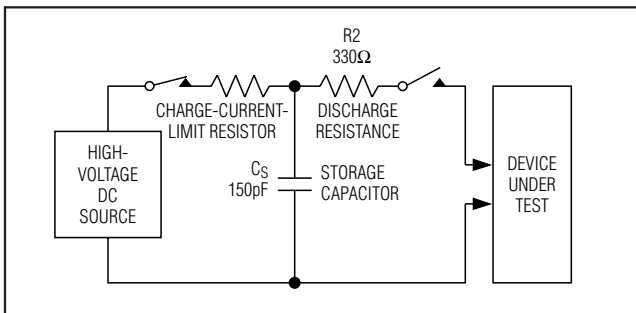 R2
330Ω
CHARGE-CURRENT-
LIMIT RESISTOR
DISCHARGE
RESISTANCE
HIGH-
VOLTAGE
DC
SOURCE
CS
150pF
STORAGE
CAPACITOR
DEVICE
UNDER
TEST